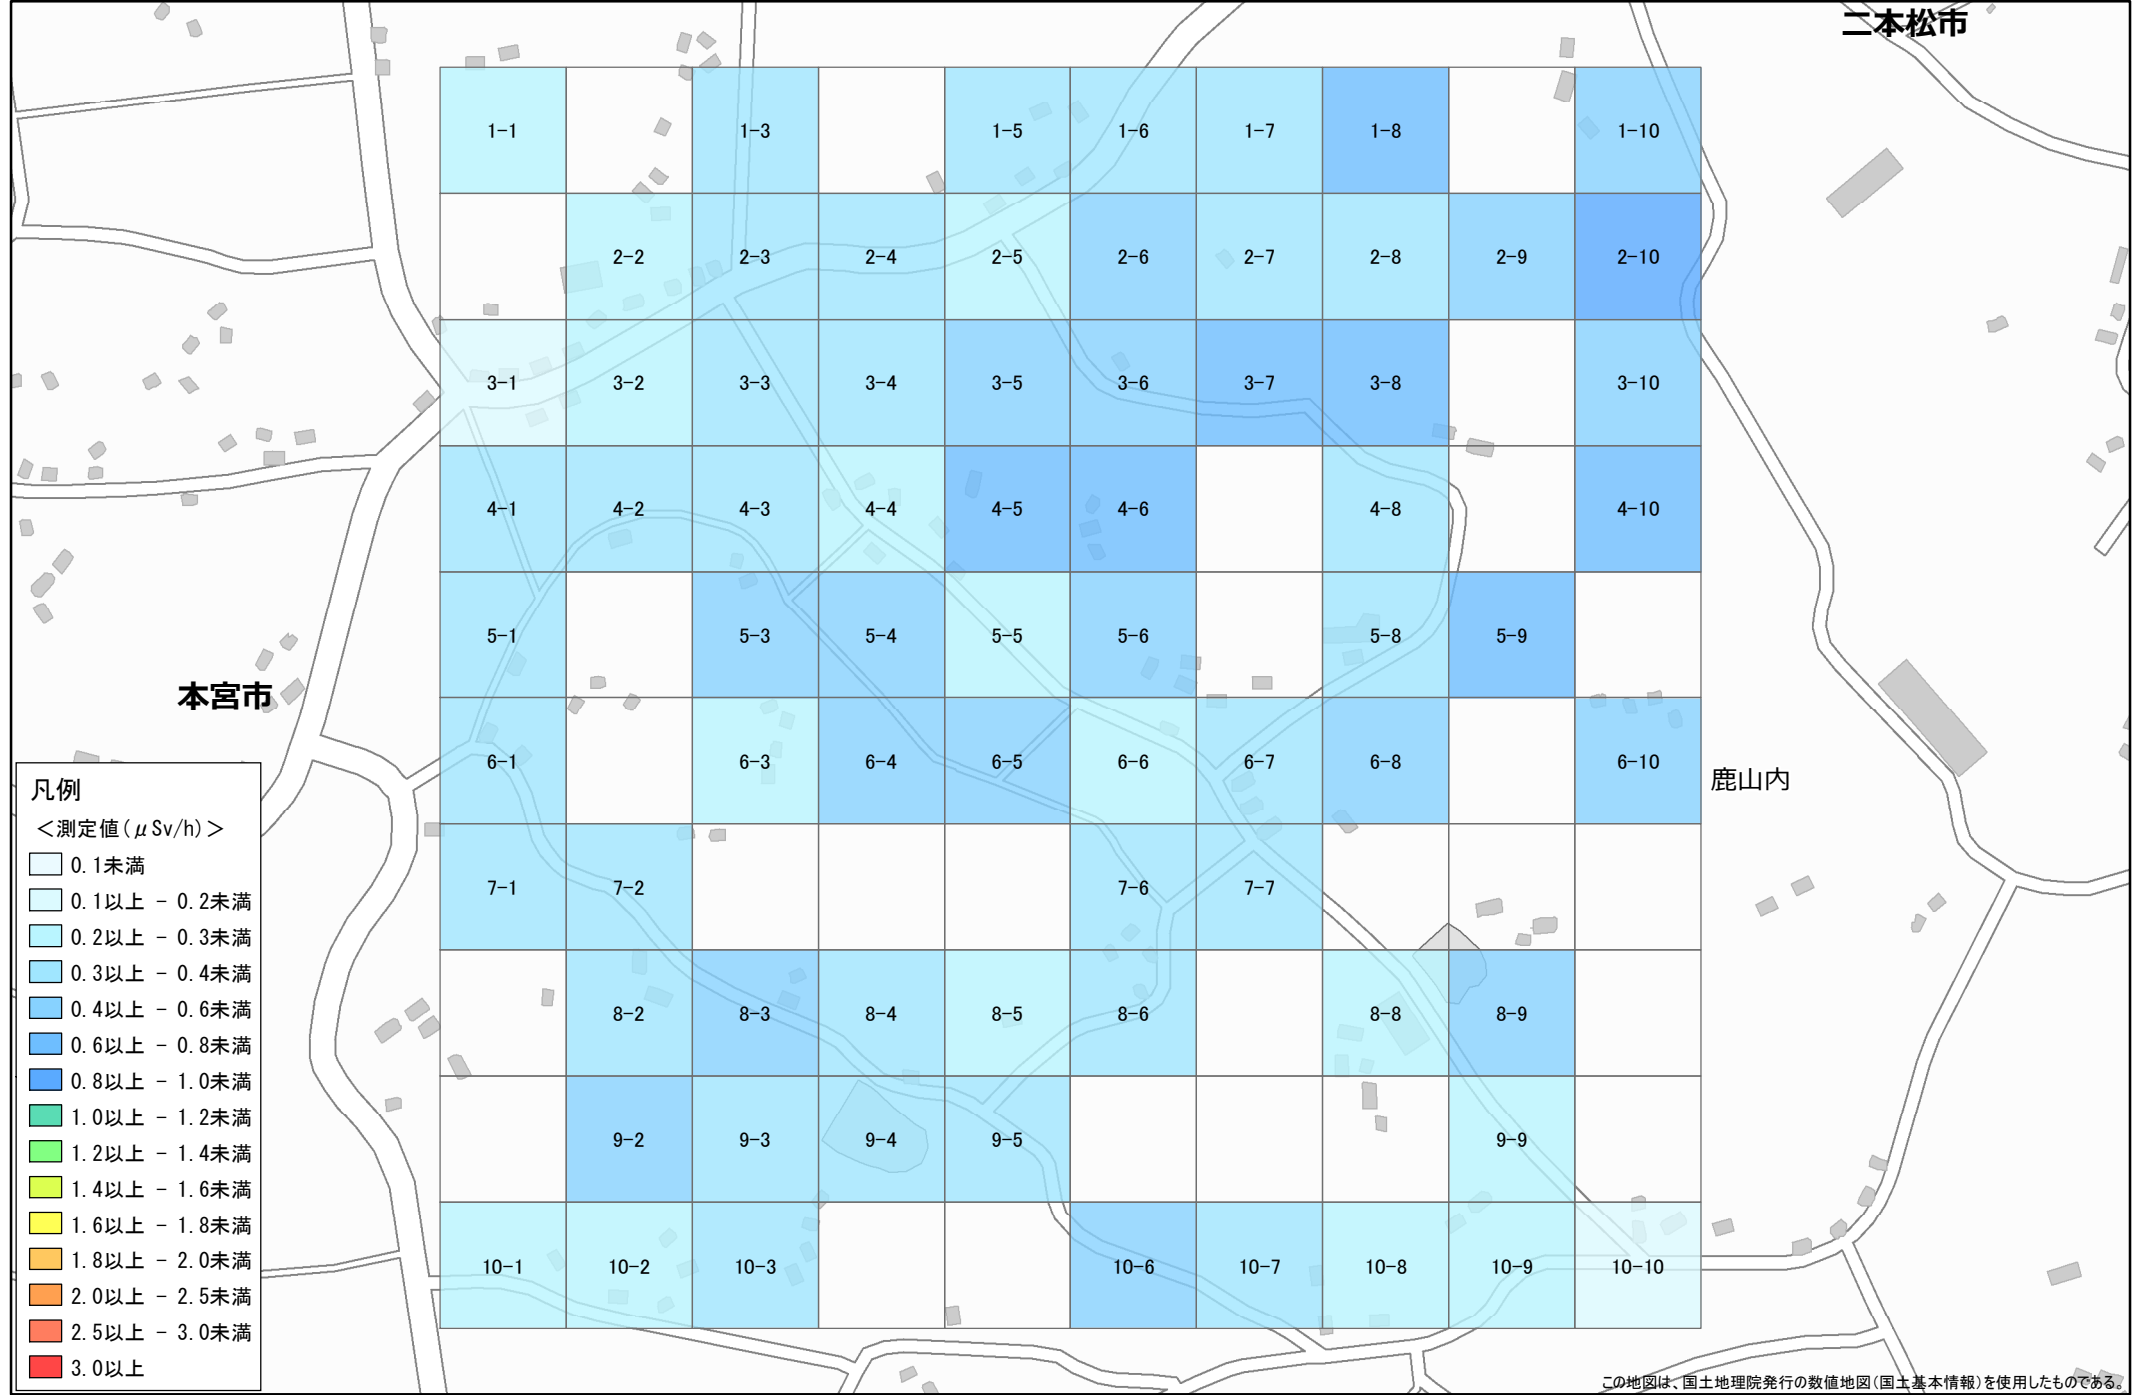 二本松市
1-1 1-3 1-5 1-6 1-7 1-8 1-10
2-2 2-3 2-4 2-5 2-6 2-7 2-8 2-9 2-10
3-1 3-2 3-3 3-4 3-5 3-6 3-7 3-8 3-10
4-1 4-2 4-3 4-4 4-5 4-6 4-8 4-10
5-1 5-3 5-4 5-5 5-6 5-8 5-9
本宮市
6-1 6-3 6-4 6-5 6-6 6-7 6-8 6-10
鹿山内
7-1 7-2 7-6 7-7
8-2 8-3 8-4 8-5 8-6 8-8 8-9
9-2 9-3 9-4 9-5 9-9
10-1 10-2 10-3 10-6 10-7 10-8 10-9 10-10
凡例
＜測定値(μSv/h)＞
0.1未満
0.1以上 - 0.2未満
0.2以上 - 0.3未満
0.3以上 - 0.4未満
0.4以上 - 0.6未満
0.6以上 - 0.8未満
0.8以上 - 1.0未満
1.0以上 - 1.2未満
1.2以上 - 1.4未満
1.4以上 - 1.6未満
1.6以上 - 1.8未満
1.8以上 - 2.0未満
2.0以上 - 2.5未満
2.5以上 - 3.0未満
3.0以上
この地図は、国土地理院発行の数値地図(国土基本情報)を使用したものである。